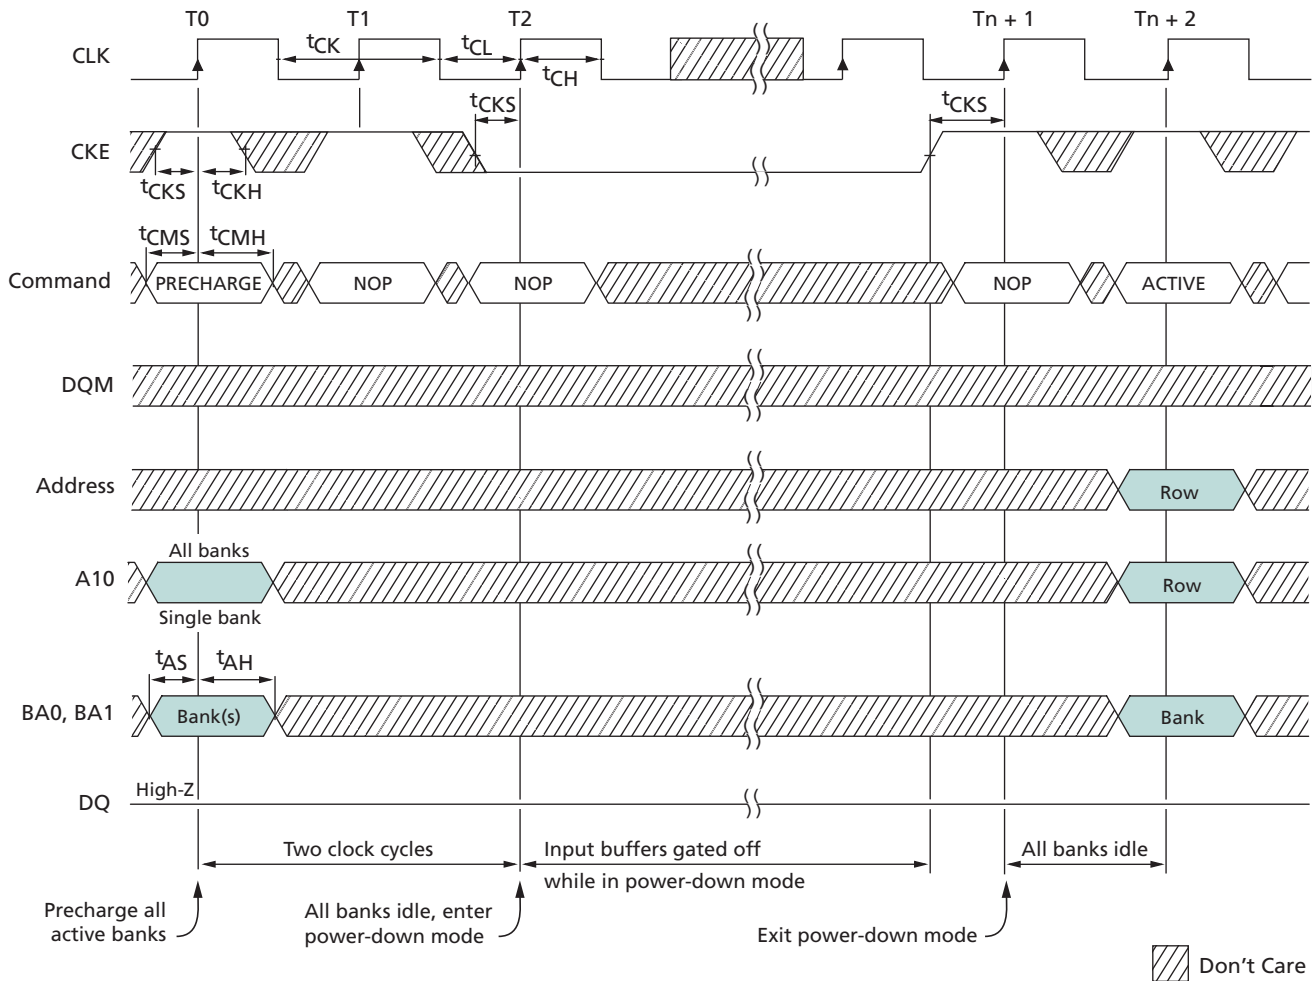 T0 T1 T2 Tn + 1 Tn + 2
CLK
tCK tCL
tCH
tCKS tCKS
CKE
tCKS tCKH
tCMS tCMH
Command PRECHARGE NOP NOP NOP ACTIVE
DQM
Address Row
All banks
A10 Row
Single bank
tAS tAH
BA0, BA1 Bank(s) Bank
High-Z
DQ
Two clock cycles Input buffers gated off All banks idle
while in power-down mode
Precharge all
active banks
All banks idle, enter
power-down mode
Exit power-down mode
Don't Care